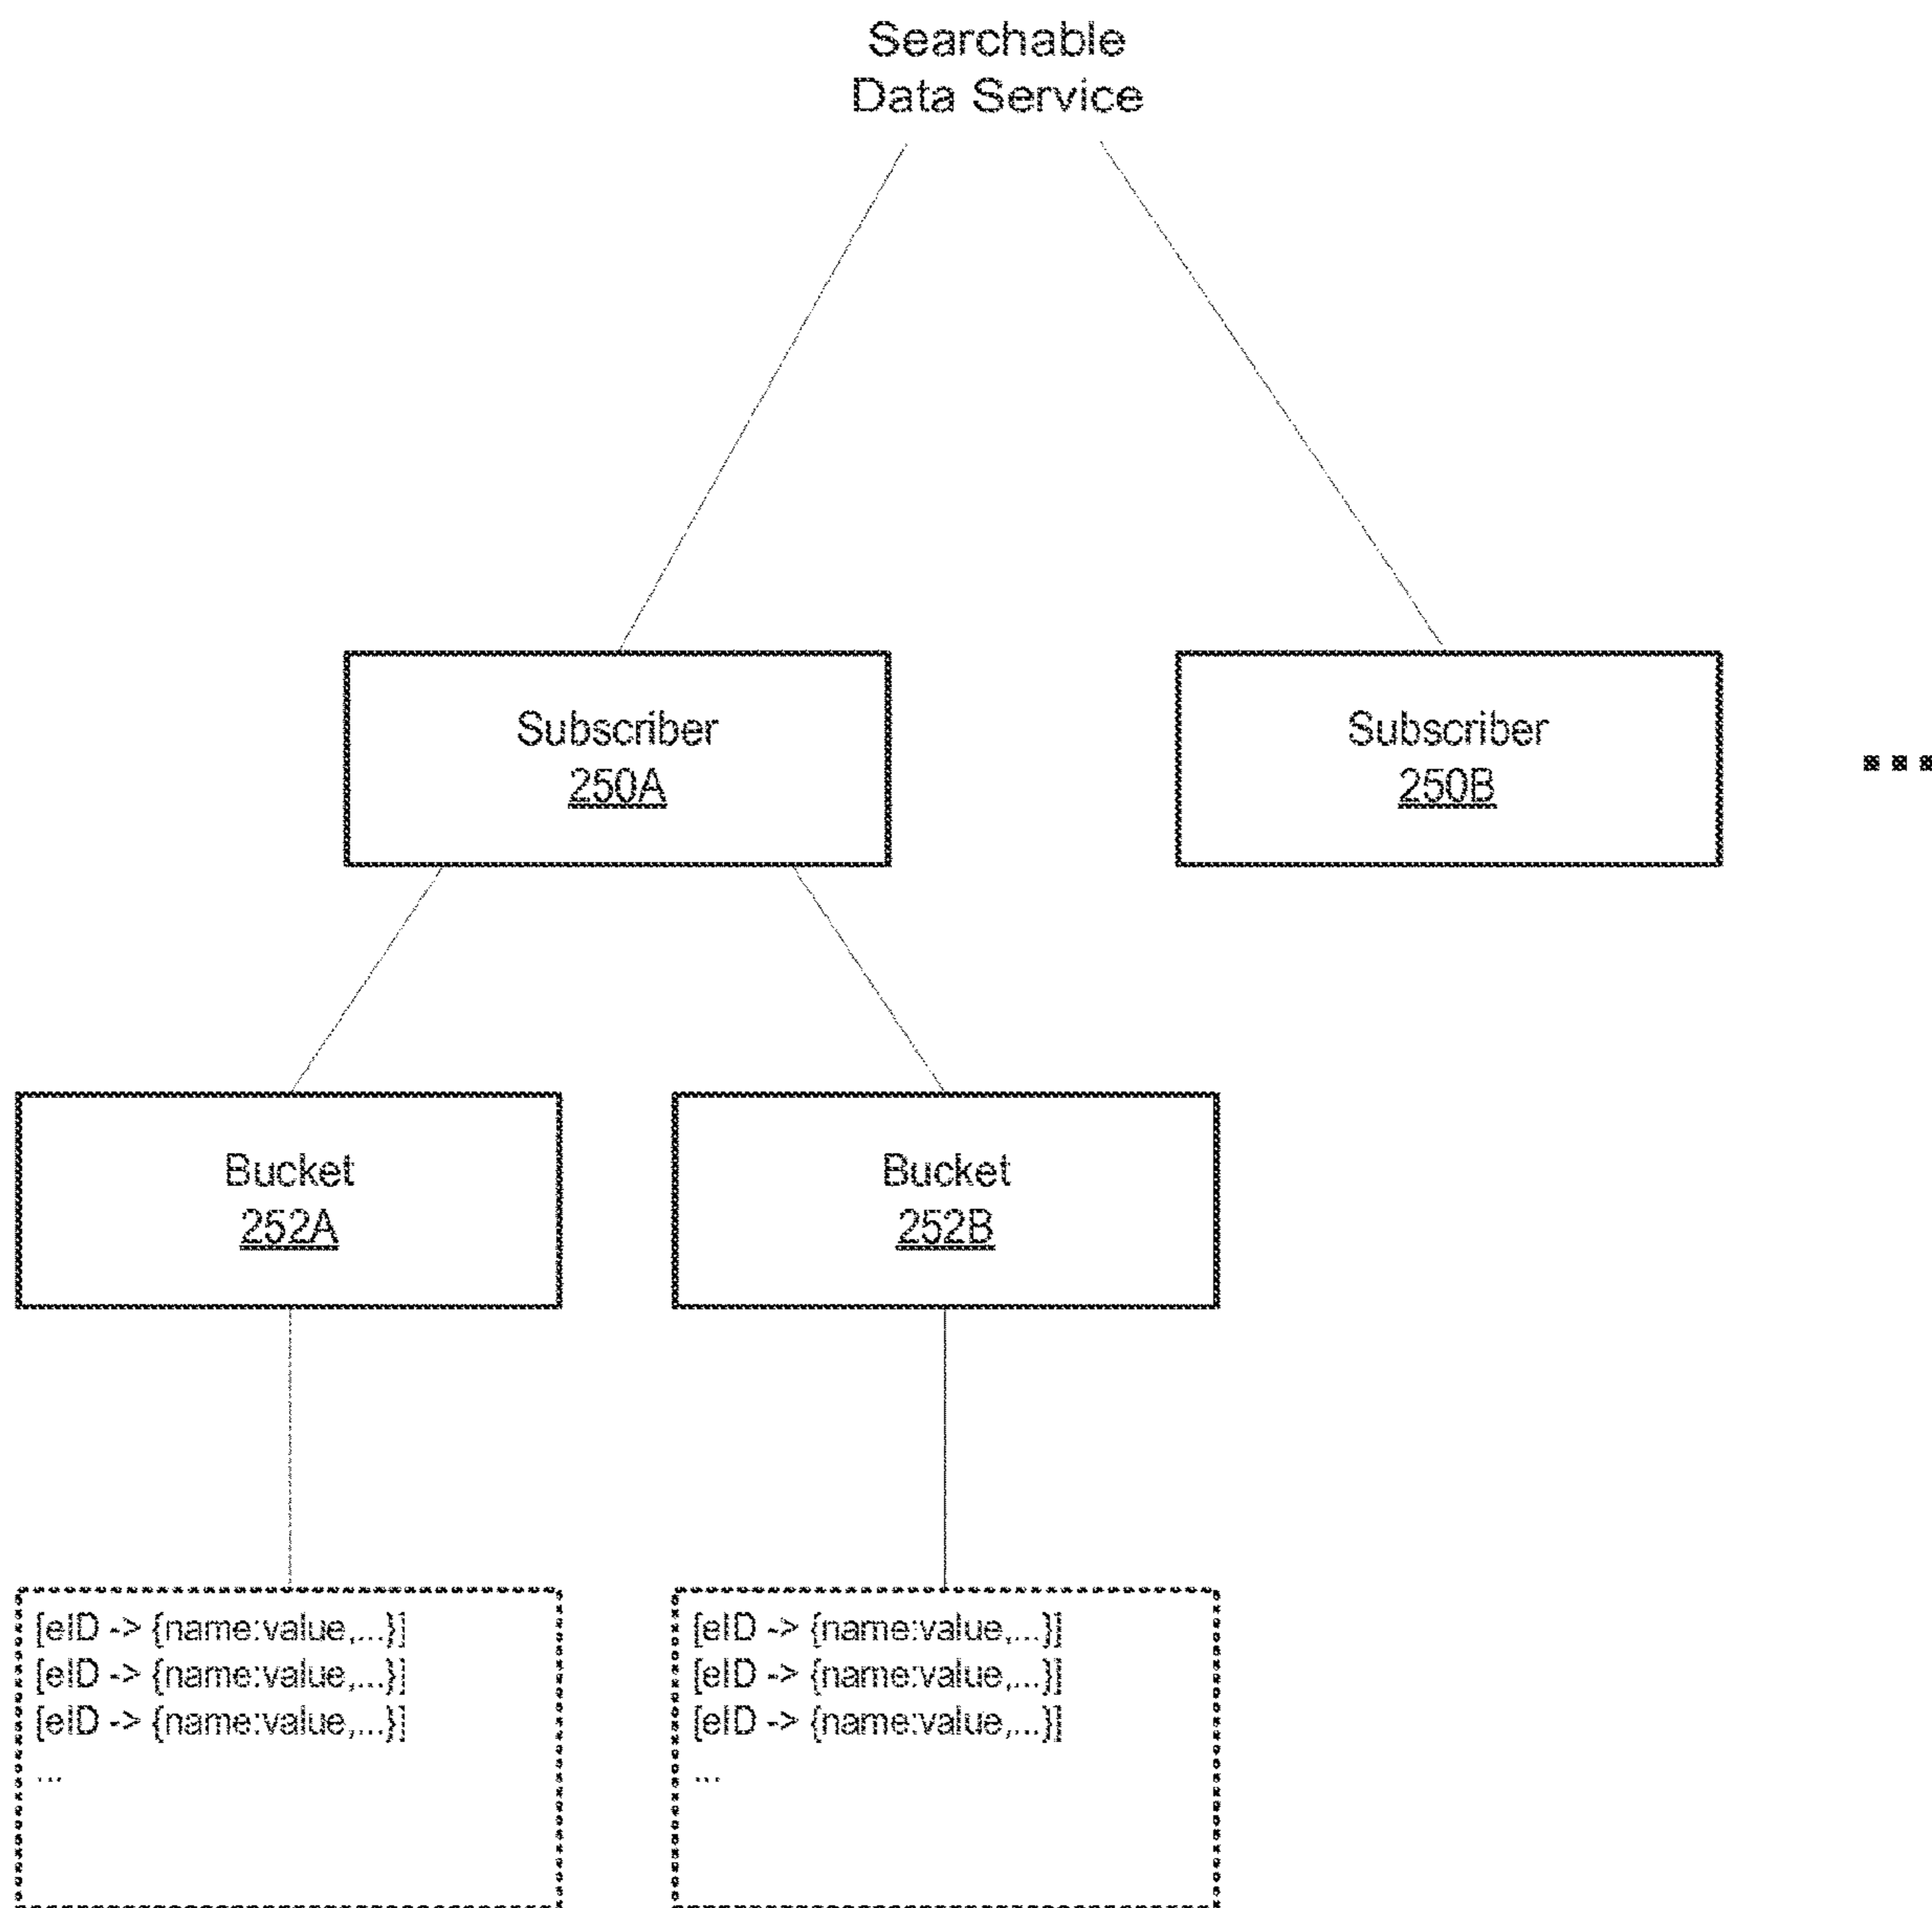 Searchable
Data Service
Subscriber
250A
Subscriber
250B
...
Bucket
252A
Bucket
252B
[eID -> {name:value,...}]
[eID -> {name:value,...}]
[eID -> {name:value,...}]
...
[eID -> {name:value,...}]
[eID -> {name:value,...}]
[eID -> {name:value,...}]
...